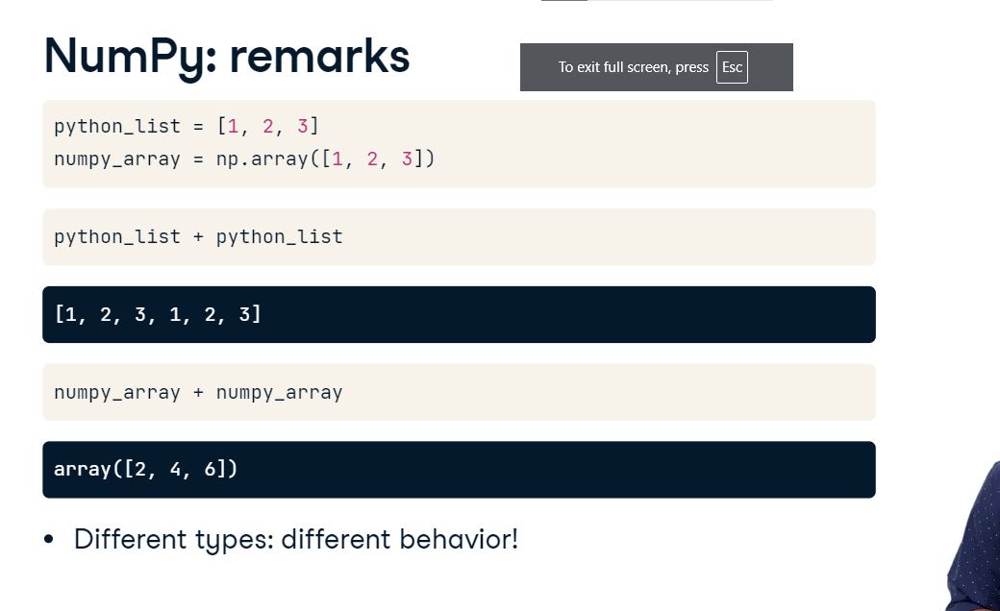 NumPy: remarks
To exit full screen, press Esc
python_list = [1, 2, 3]
numpy_array = np.array([1, 2, 3])
python_list + python_list
[1, 2, 3, 1, 2, 3]
numpy_array + numpy_array
array([2, 4, 6])
• Different types: different behavior!